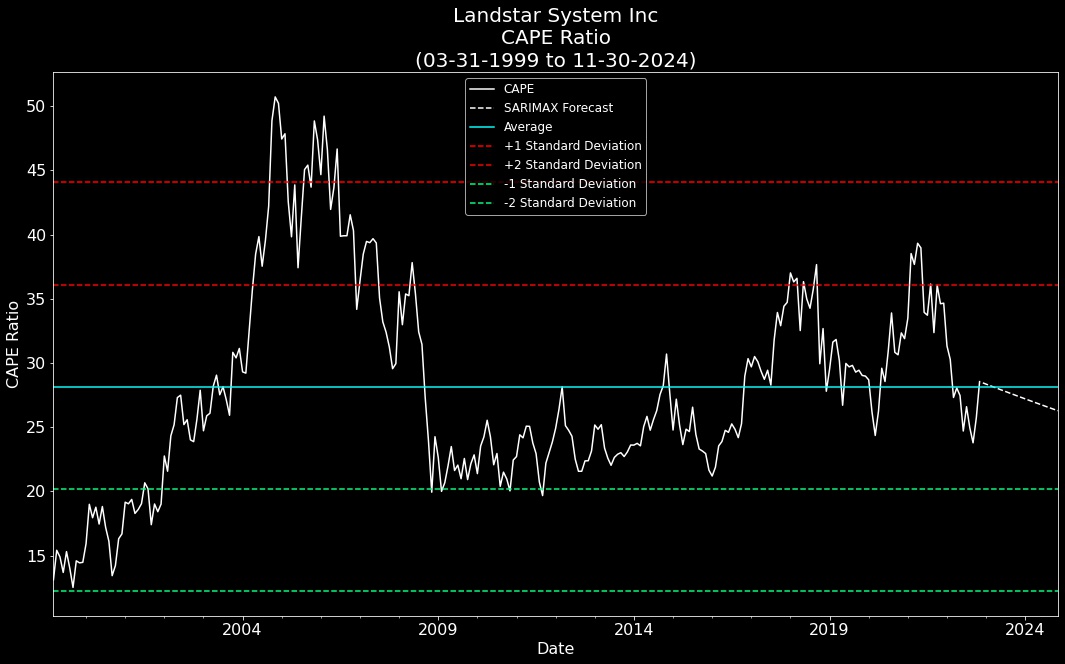 Landstar System Inc
CAPE Ratio
(03-31-1999 to 11-30-2024)
CAPE
SARIMAX Forecast
Average
+1 Standard Deviation
+2 Standard Deviation
-1 Standard Deviation
-2 Standard Deviation
CAPE Ratio
50
45
40
35
30
25
20
15
2004
2009
2014
2019
2024
Date